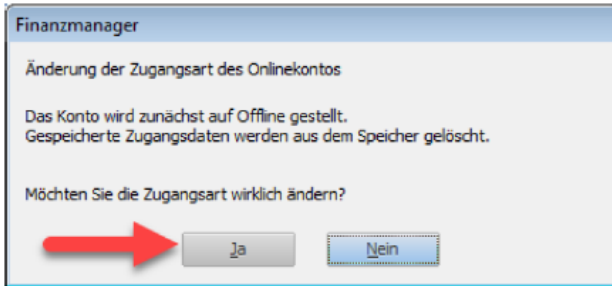 Finanzmanager
Änderung der Zugangsart des Onlinekontos
Das Konto wird zunächst auf Offline gestellt.
Gespeicherte Zugangsdaten werden aus dem Speicher gelöscht.
Möchten Sie die Zugangsart wirklich ändern?
Ja
Nein